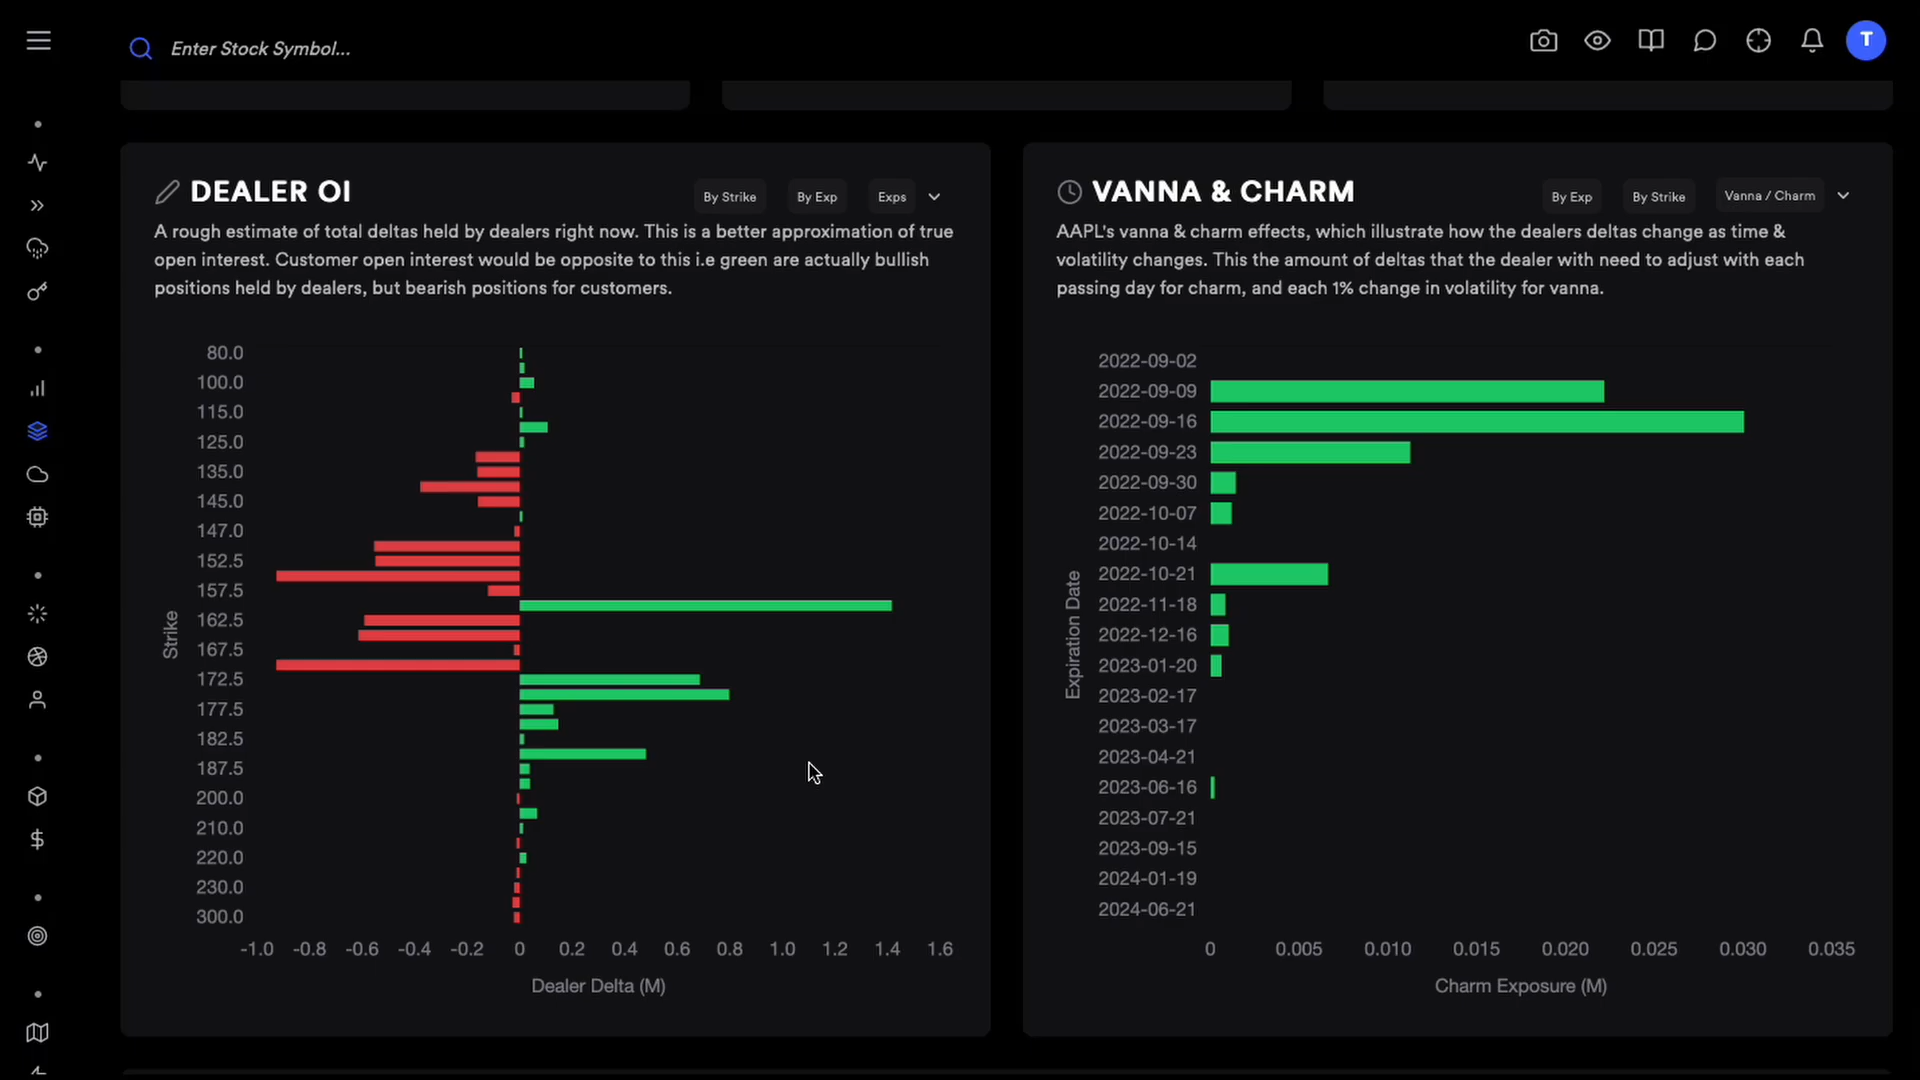 Enter Stock Symbol...
T
DEALER OI
By Strike
By Exp
Exps
A rough estimate of total deltas held by dealers right now. This is a better approximation of true
open interest. Customer open interest would be opposite to this i.e green are actually bullish
positions held by dealers, but bearish positions for customers.
80.0
100.0
115.0
125.0
135.0
145.0
147.0
152.5
157.5
162.5
167.5
172.5
177.5
182.5
187.5
200.0
210.0
220.0
230.0
300.0
Strike
-1.0 -0.8 -0.6 -0.4 -0.2 0 0.2 0.4 0.6 0.8 1.0 1.2 1.4 1.6
Dealer Delta (M)
VANNA & CHARM
By Exp
By Strike
Vanna / Charm
AAPL's vanna & charm effects, which illustrate how the dealers deltas change as time &
volatility changes. This the amount of deltas that the dealer with need to adjust with each
passing day for charm, and each 1% change in volatility for vanna.
2022-09-02
2022-09-09
2022-09-16
2022-09-23
2022-09-30
2022-10-07
2022-10-14
2022-10-21
2022-11-18
2022-12-16
2023-01-20
2023-02-17
2023-03-17
2023-04-21
2023-06-16
2023-07-21
2023-09-15
2024-01-19
2024-06-21
Expiration Date
0 0.005 0.010 0.015 0.020 0.025 0.030 0.035
Charm Exposure (M)